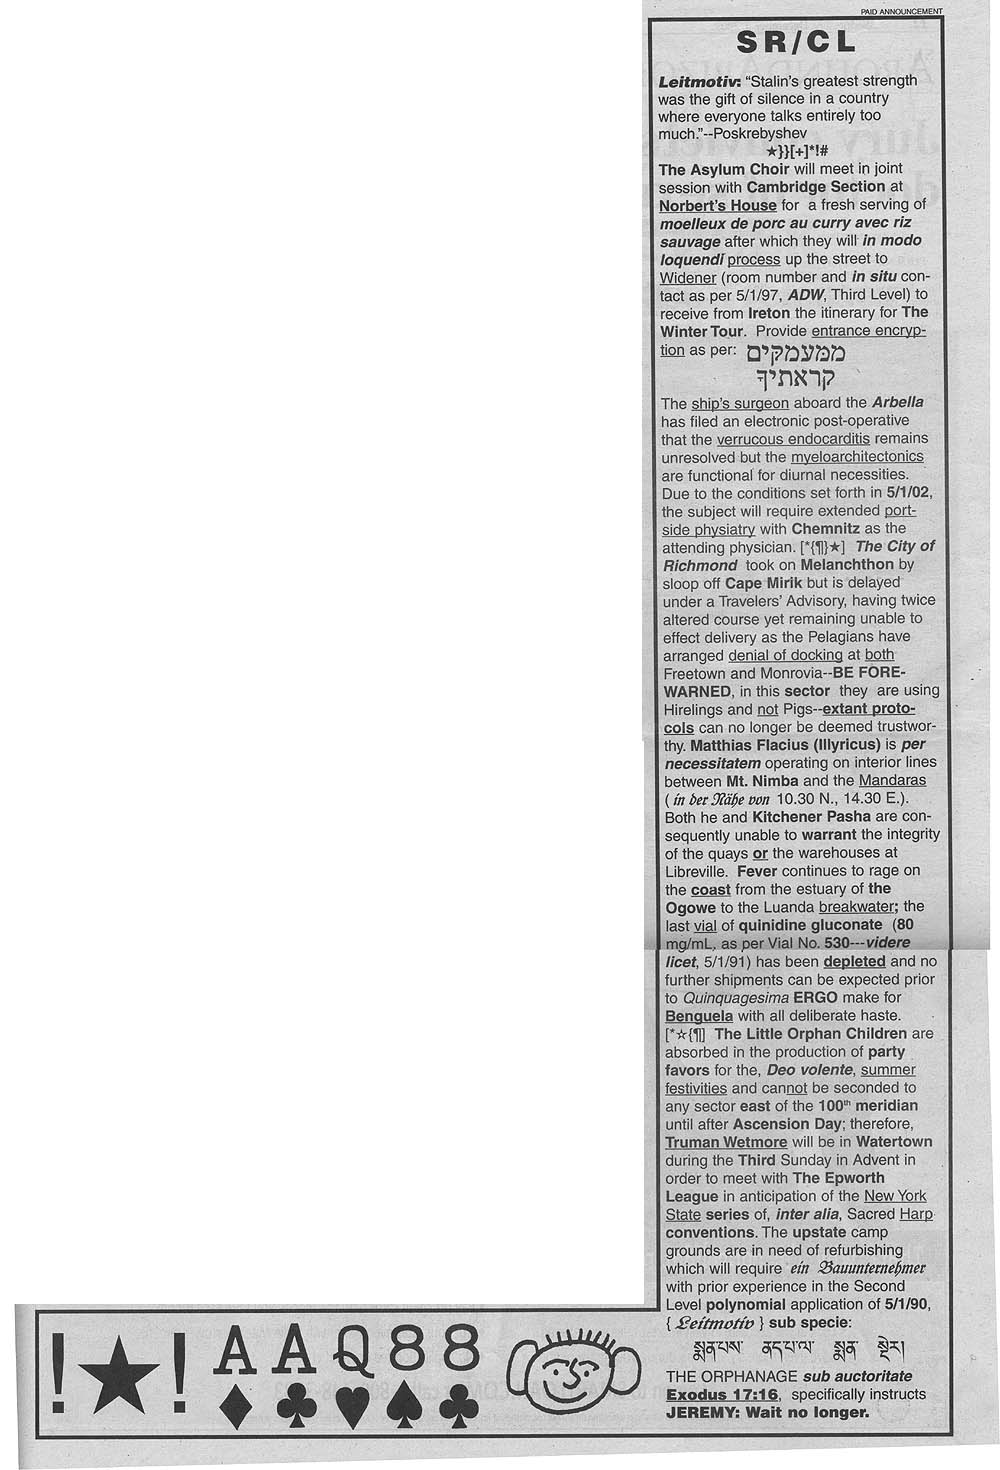 PAID ANNOUNCEMENT
SR/CL
Leitmotiv: “Stalin’s greatest strength
was the gift of silence in a country
where everyone talks entirely too
much.”--Poskrebyshev
★}}[+]*!#
The Asylum Choir will meet in joint
session with Cambridge Section at
Norbert’s House for a fresh serving of
moelleux de porc au curry avec riz
sauvage after which they will in modo
loquendi process up the street to
Widener (room number and in situ con-
tact as per 5/1/97, ADW, Third Level) to
receive from Ireton the itinerary for The
Winter Tour. Provide entrance encryp-
tion as per: ממעמקים
קראתיך
The ship’s surgeon aboard the Arbella
has filed an electronic post-operative
that the verrucous endocarditis remains
unresolved but the myeloarchitectonics
are functional for diurnal necessities.
Due to the conditions set forth in 5/1/02,
the subject will require extended port-
side physiatry with Chemnitz as the
attending physician. [*{¶}★] The City of
Richmond took on Melanchthon by
sloop off Cape Mirik but is delayed
under a Travelers’ Advisory, having twice
altered course yet remaining unable to
effect delivery as the Pelagians have
arranged denial of docking at both
Freetown and Monrovia--BE FORE-
WARNED, in this sector they are using
Hirelings and not Pigs--extant proto-
cols can no longer be deemed trustwor-
thy. Matthias Flacius (Illyricus) is per
necessitatem operating on interior lines
between Mt. Nimba and the Mandaras
( in der Nähe von 10.30 N., 14.30 E.).
Both he and Kitchener Pasha are con-
sequently unable to warrant the integrity
of the quays or the warehouses at
Libreville. Fever continues to rage on
the coast from the estuary of the
Ogowe to the Luanda breakwater; the
last vial of quinidine gluconate (80
mg/mL, as per Vial No. 530---videre
licet, 5/1/91) has been depleted and no
further shipments can be expected prior
to Quinquagesima ERGO make for
Benguela with all deliberate haste.
[*☆{¶] The Little Orphan Children are
absorbed in the production of party
favors for the, Deo volente, summer
festivities and cannot be seconded to
any sector east of the 100th meridian
until after Ascension Day; therefore,
Truman Wetmore will be in Watertown
during the Third Sunday in Advent in
order to meet with The Epworth
League in anticipation of the New York
State series of, inter alia, Sacred Harp
conventions. The upstate camp
grounds are in need of refurbishing
which will require ein Bauunternehmer
with prior experience in the Second
Level polynomial application of 5/1/90,
{ Leitmotiv } sub specie:
THE ORPHANAGE sub auctoritate
Exodus 17:16, specifically instructs
JEREMY: Wait no longer.
!★! A A Q 8 8
♦ ♣ ♥ ♠ ♣